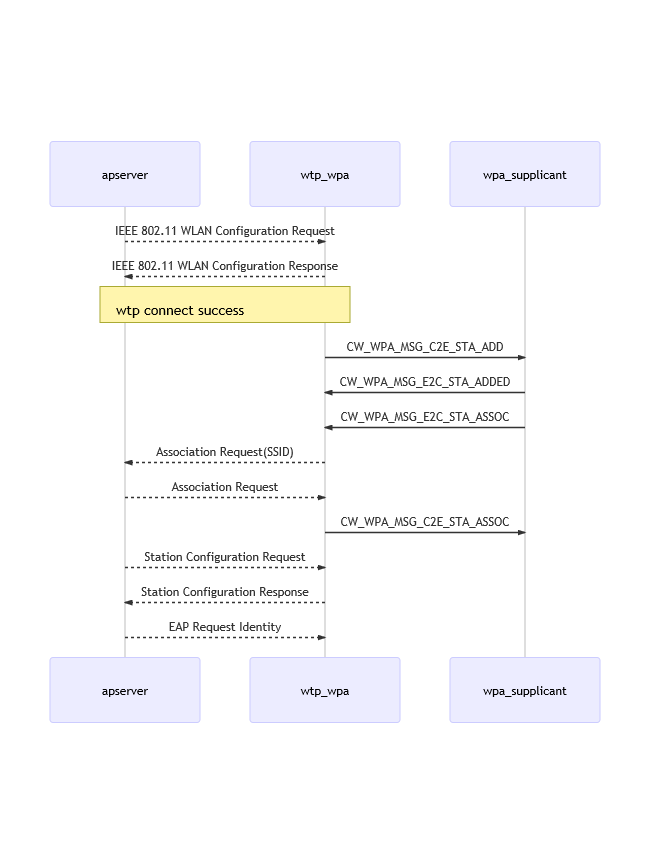 apserver
wtp_wpa
wpa_supplicant
IEEE 802.11 WLAN Configuration Request
IEEE 802.11 WLAN Configuration Response
wtp connect success
CW_WPA_MSG_C2E_STA_ADD
CW_WPA_MSG_E2C_STA_ADDED
CW_WPA_MSG_E2C_STA_ASSOC
Association Request(SSID)
Association Request
CW_WPA_MSG_C2E_STA_ASSOC
Station Configuration Request
Station Configuration Response
EAP Request Identity
apserver
wtp_wpa
wpa_supplicant